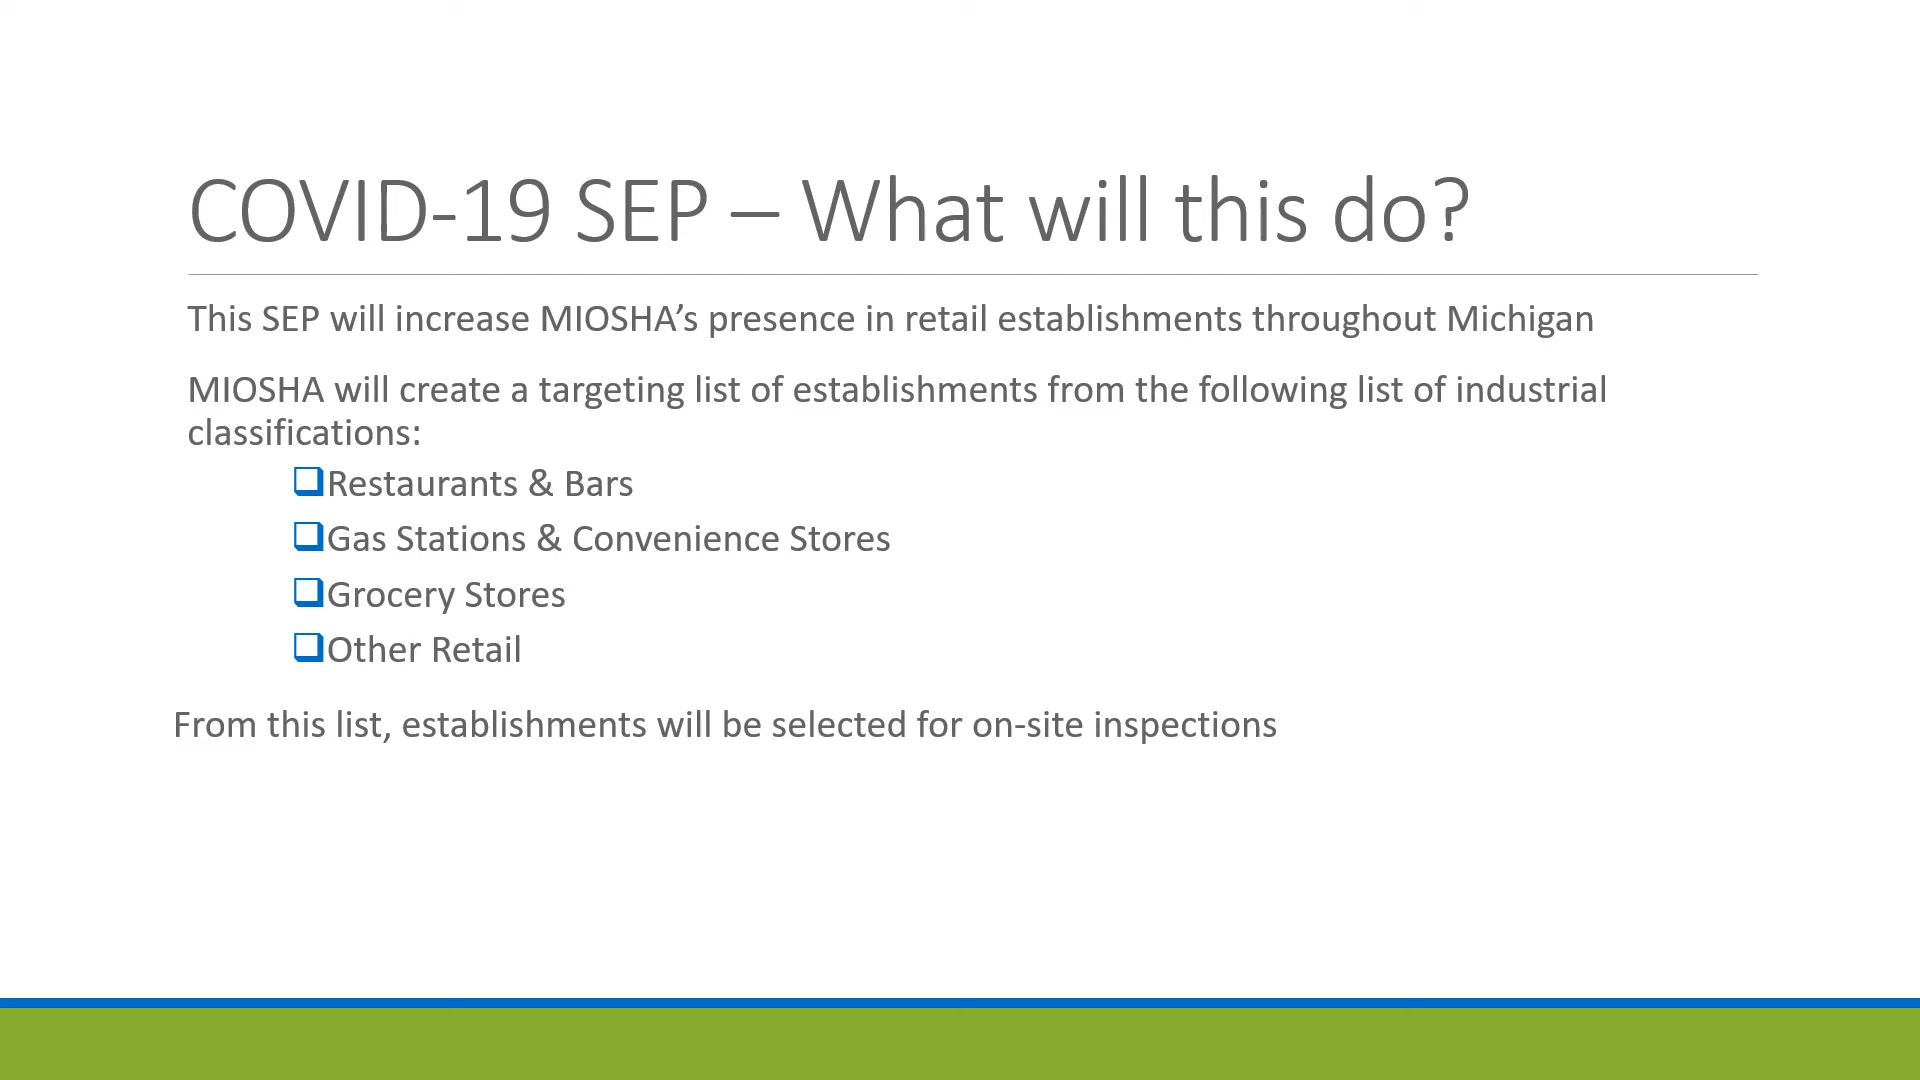 COVID-19 SEP – What will this do?
This SEP will increase MIOSHA’s presence in retail establishments throughout Michigan
MIOSHA will create a targeting list of establishments from the following list of industrial
classifications:
Restaurants & Bars
Gas Stations & Convenience Stores
Grocery Stores
Other Retail
From this list, establishments will be selected for on-site inspections